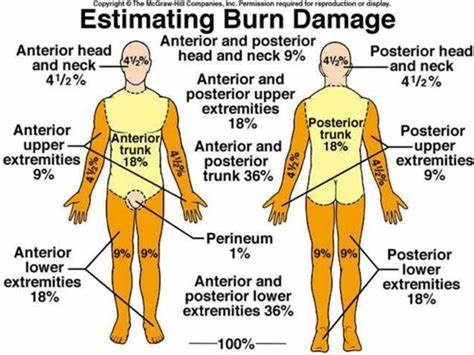 Copyright © The McGraw-Hill Companies, Inc. Permission required for reproduction or display.
Estimating Burn Damage
Anterior head
and neck
4½%
4½%
Anterior and posterior
head and neck 9%
4½%
Posterior head
and neck
4½%
Anterior and
posterior upper
extremities
18%
Anterior
upper
extremities
9%
4½%
Anterior
trunk
18%
4½%
Anterior and
posterior
trunk 36%
4½%
Posterior
trunk
18%
4½%
Posterior
upper
extremities
9%
Perineum
1%
Anterior
lower
extremities
18%
9%
9%
Anterior and
posterior lower
extremities 36%
9%
9%
Posterior
lower
extremities
18%
100%